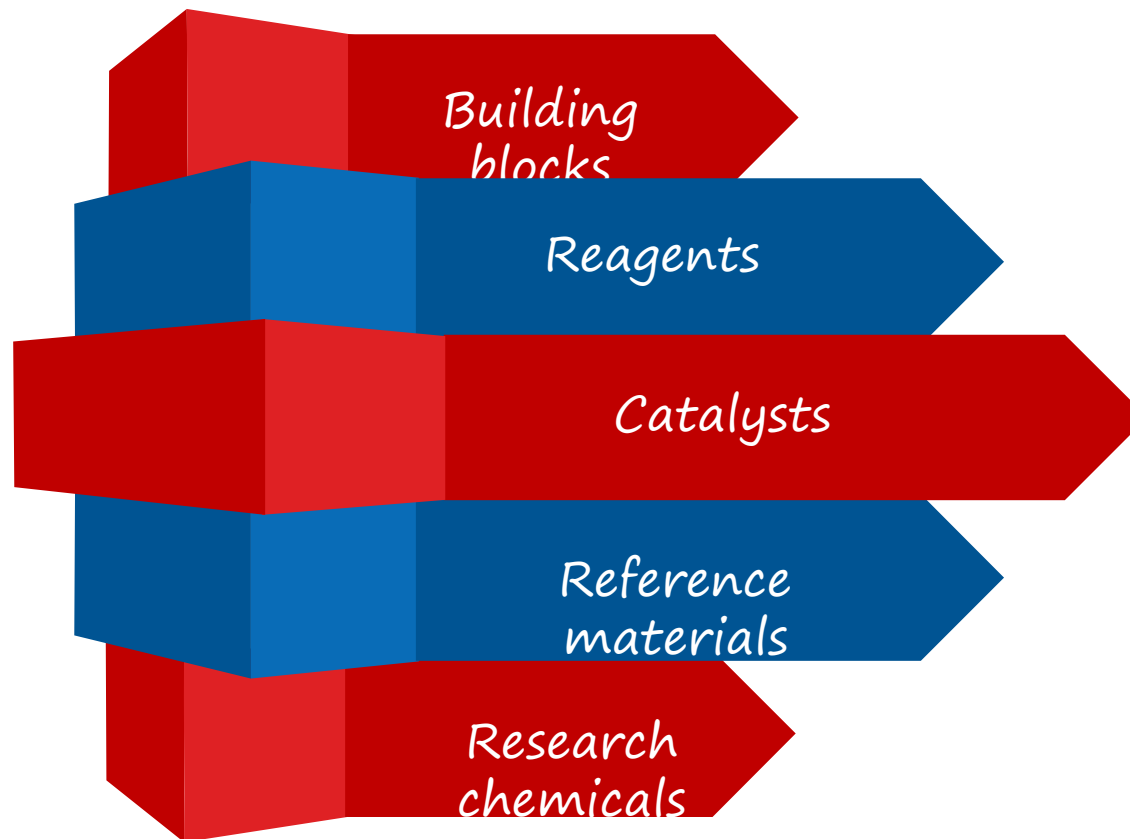 Building
blocks
Reagents
Catalysts
Reference
materials
Research
chemicals